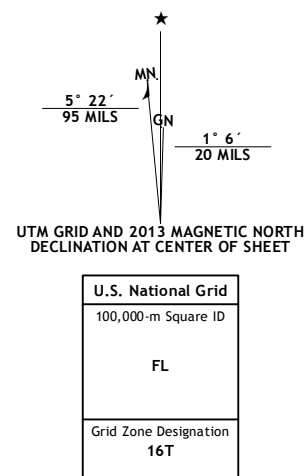 ★
MN.
GN
5° 22´
95 MILS
1° 6´
20 MILS
UTM GRID AND 2013 MAGNETIC NORTH
DECLINATION AT CENTER OF SHEET
U.S. National Grid
100,000-m Square ID
FL
Grid Zone Designation
16T